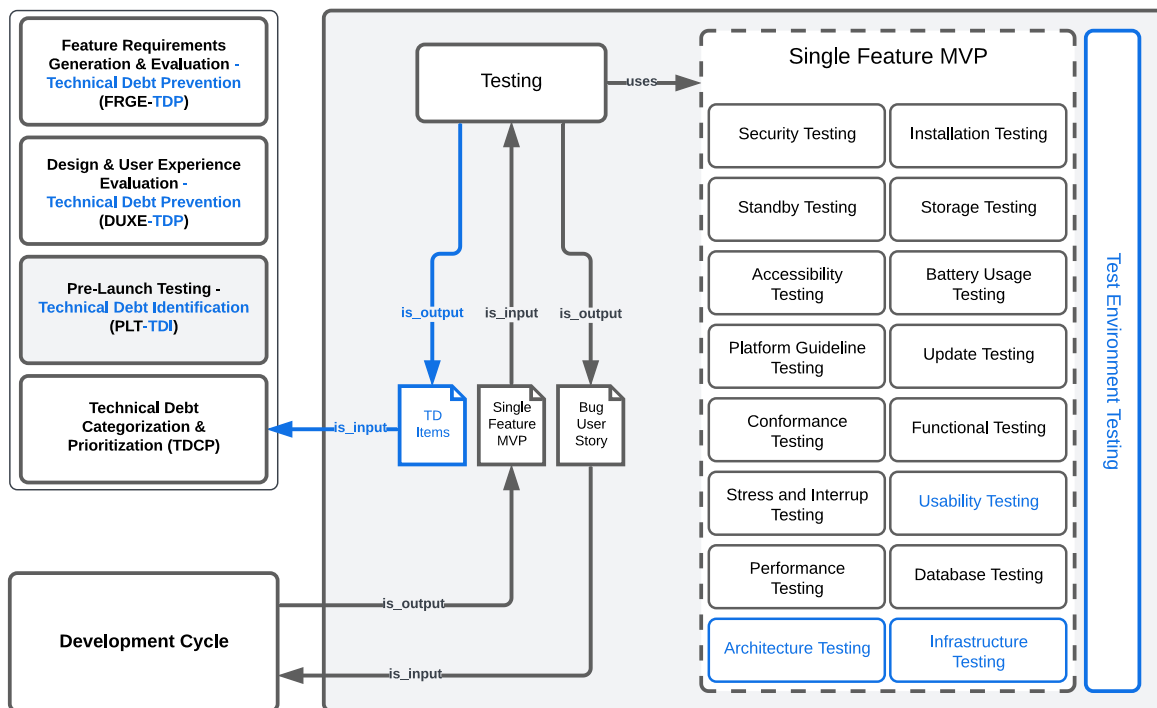 Feature Requirements
Generation & Evaluation -
Technical Debt Prevention
(FRGE-TDP)
Design & User Experience
Evaluation -
Technical Debt Prevention
(DUXE-TDP)
Pre-Launch Testing -
Technical Debt Identification
(PLT-TDI)
Technical Debt
Categorization &
Prioritization (TDCP)
Development Cycle
Testing
uses
is_output
is_input
is_output
is_input
TD
Items
Single
Feature
MVP
Bug
User
Story
is_output
is_input
Single Feature MVP
Security Testing
Installation Testing
Standby Testing
Storage Testing
Accessibility
Testing
Battery Usage
Testing
Platform Guideline
Testing
Update Testing
Conformance
Testing
Functional Testing
Stress and Interrup
Testing
Usability Testing
Performance
Testing
Database Testing
Architecture Testing
Infrastructure
Testing
Test Environment Testing